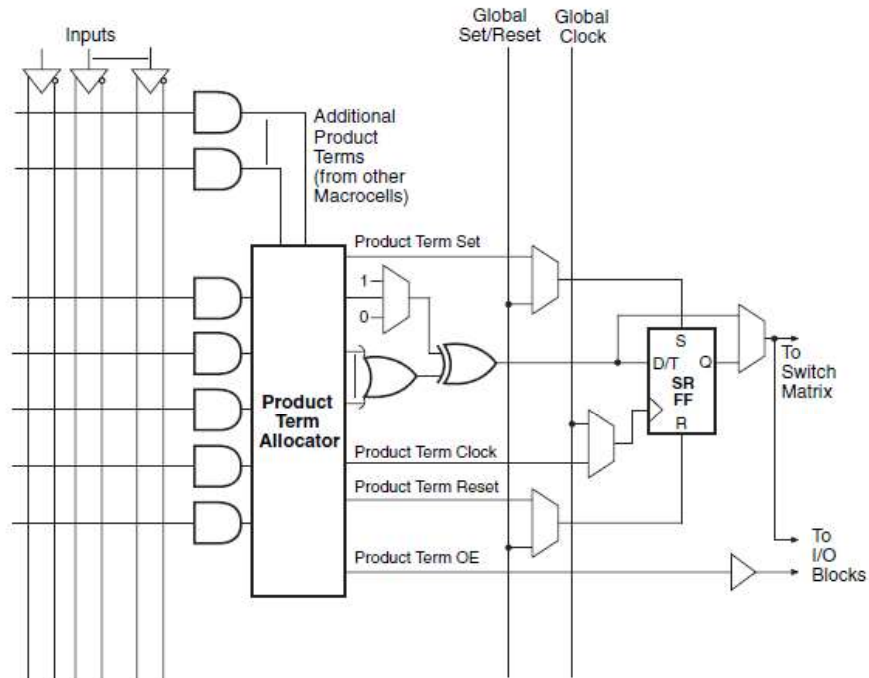 Inputs
Global
Set/Reset
Global
Clock
Additional
Product
Terms
(from other
Macrocells)
Product Term Set
1
0
Product
Term
Allocator
S
D/T
Q
SR
FF
R
To
Switch
Matrix
Product Term Clock
Product Term Reset
Product Term OE
To
I/O
Blocks